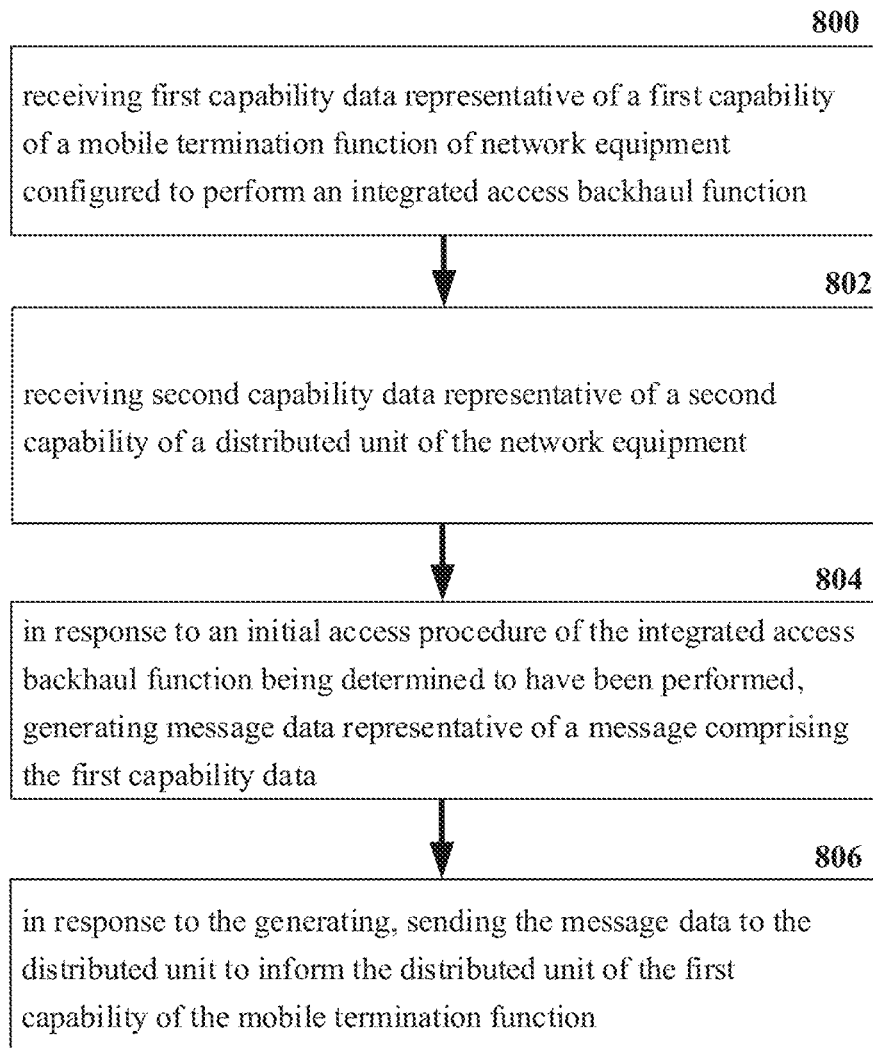 800
receiving first capability data representative of a first capability
of a mobile termination function of network equipment
configured to perform an integrated access backhaul function
802
receiving second capability data representative of a second
capability of a distributed unit of the network equipment
804
in response to an initial access procedure of the integrated access
backhaul function being determined to have been performed,
generating message data representative of a message comprising
the first capability data
806
in response to the generating, sending the message data to the
distributed unit to inform the distributed unit of the first
capability of the mobile termination function